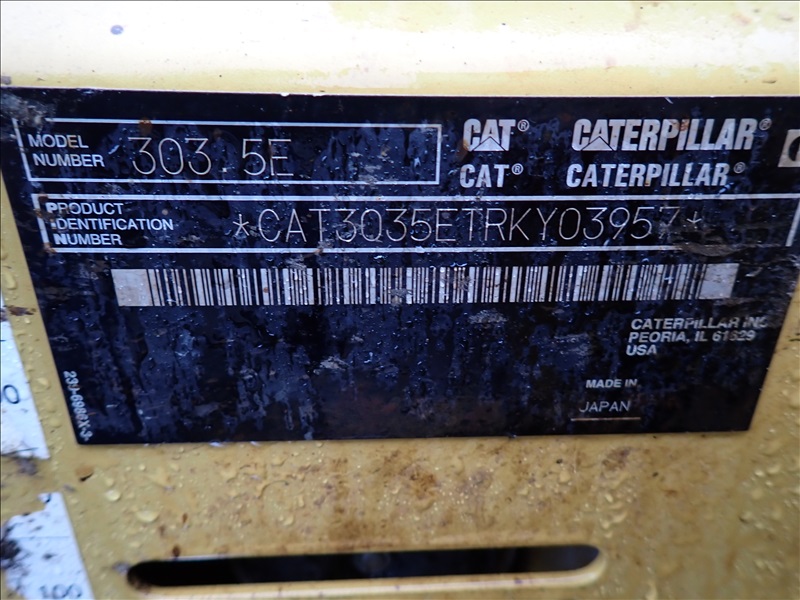 MODEL NUMBER 303.5E
CAT® CATERPILLAR®
CAT® CATERPILLAR®
PRODUCT IDENTIFICATION NUMBER *CAT3035ETRKY03957*
CATERPILLAR INC
PEORIA, IL 61629
USA
MADE IN
JAPAN